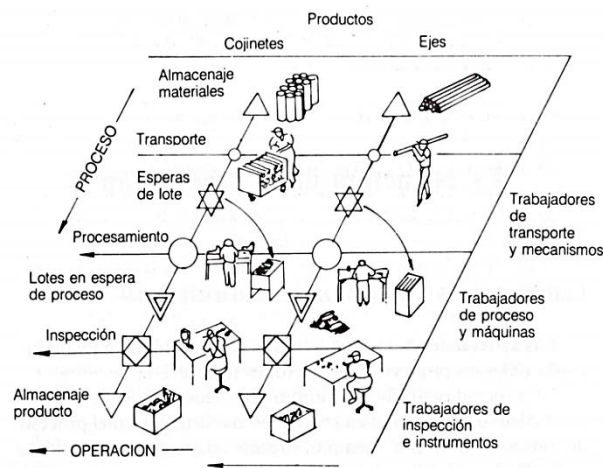 Productos
Cojinetes
Ejes
Almacenaje
materiales
PROCESO
Transporte
Esperas
de lote
Trabajadores
de
transporte
y mecanismos
Procesamiento
Lotes en espera
de proceso
Trabajadores
de proceso
y máquinas
Inspección
Almacenaje
producto
Trabajadores de
inspección
e instrumentos
OPERACION